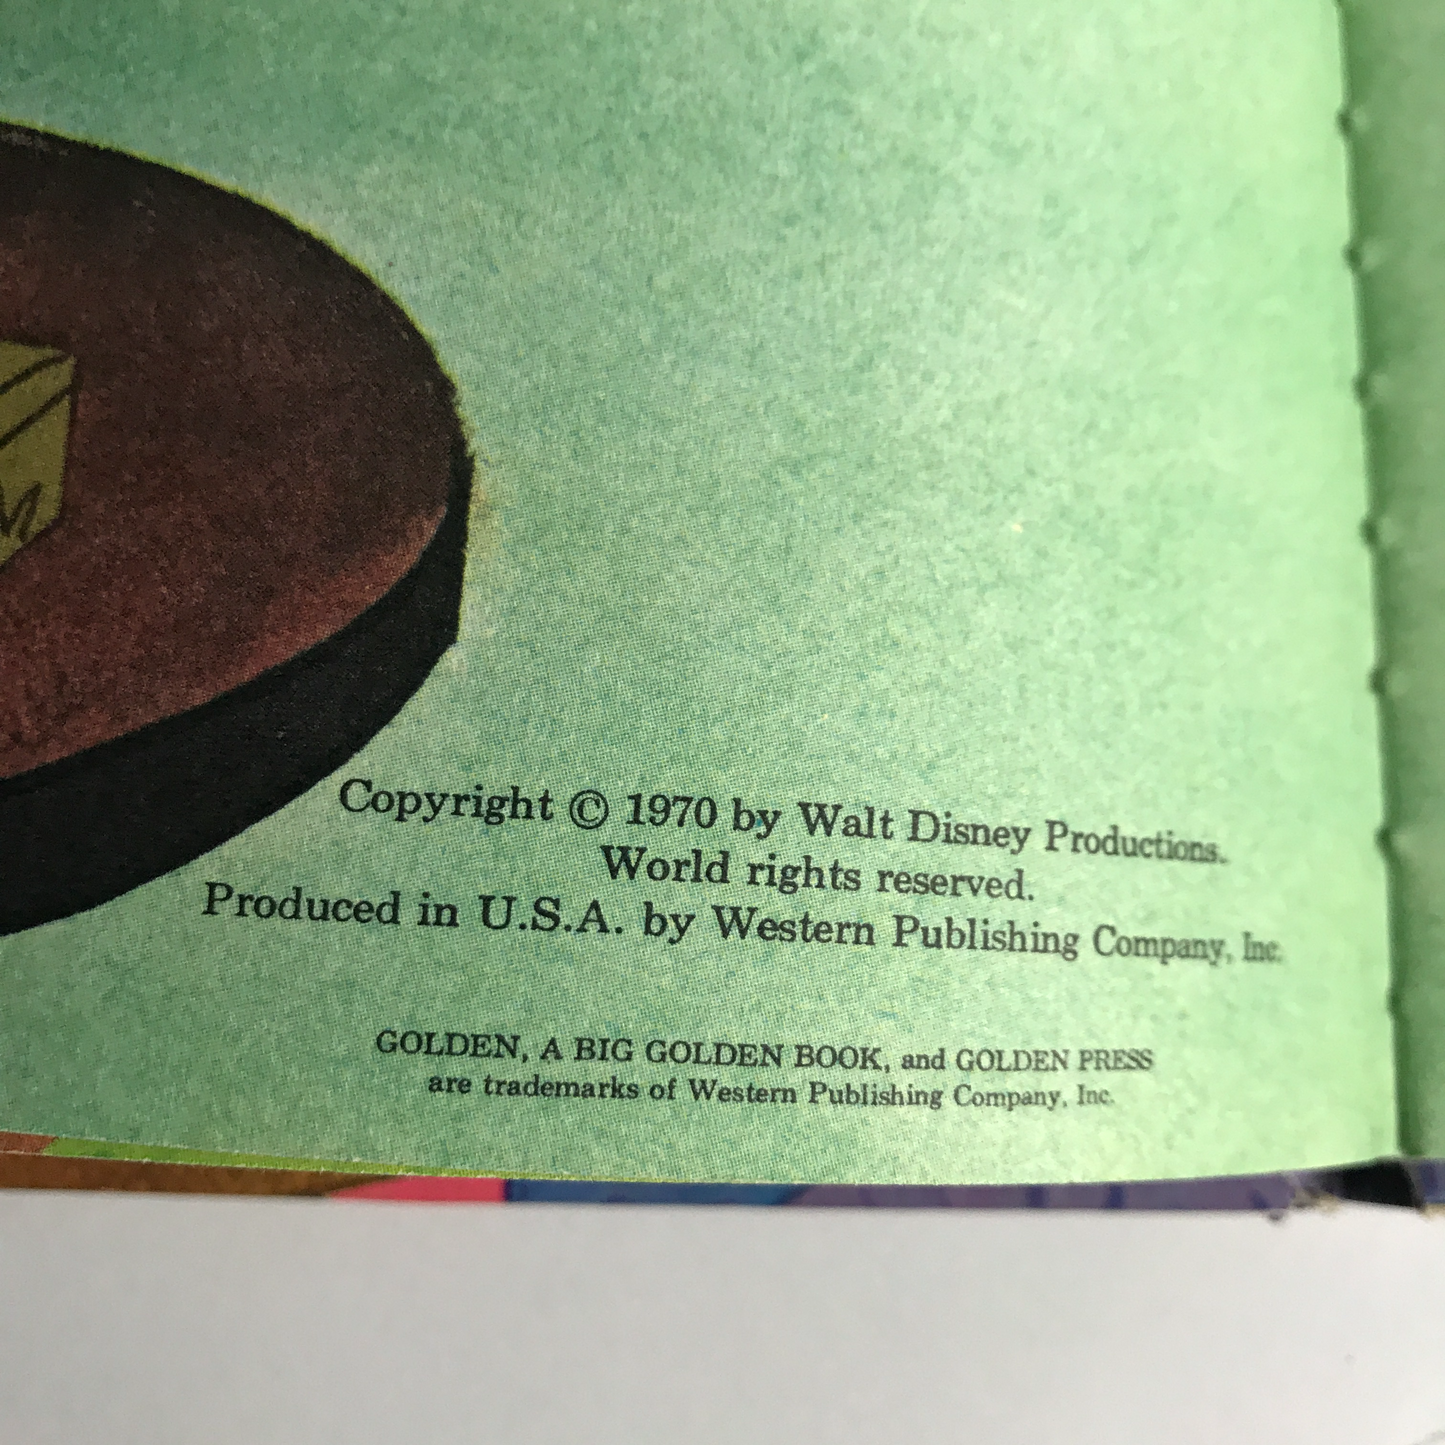 Copyright © 1970 by Walt Disney Productions.
World rights reserved.
Produced in U.S.A. by Western Publishing Company, Inc.
GOLDEN, A BIG GOLDEN BOOK, and GOLDEN PRESS
are trademarks of Western Publishing Company, Inc.